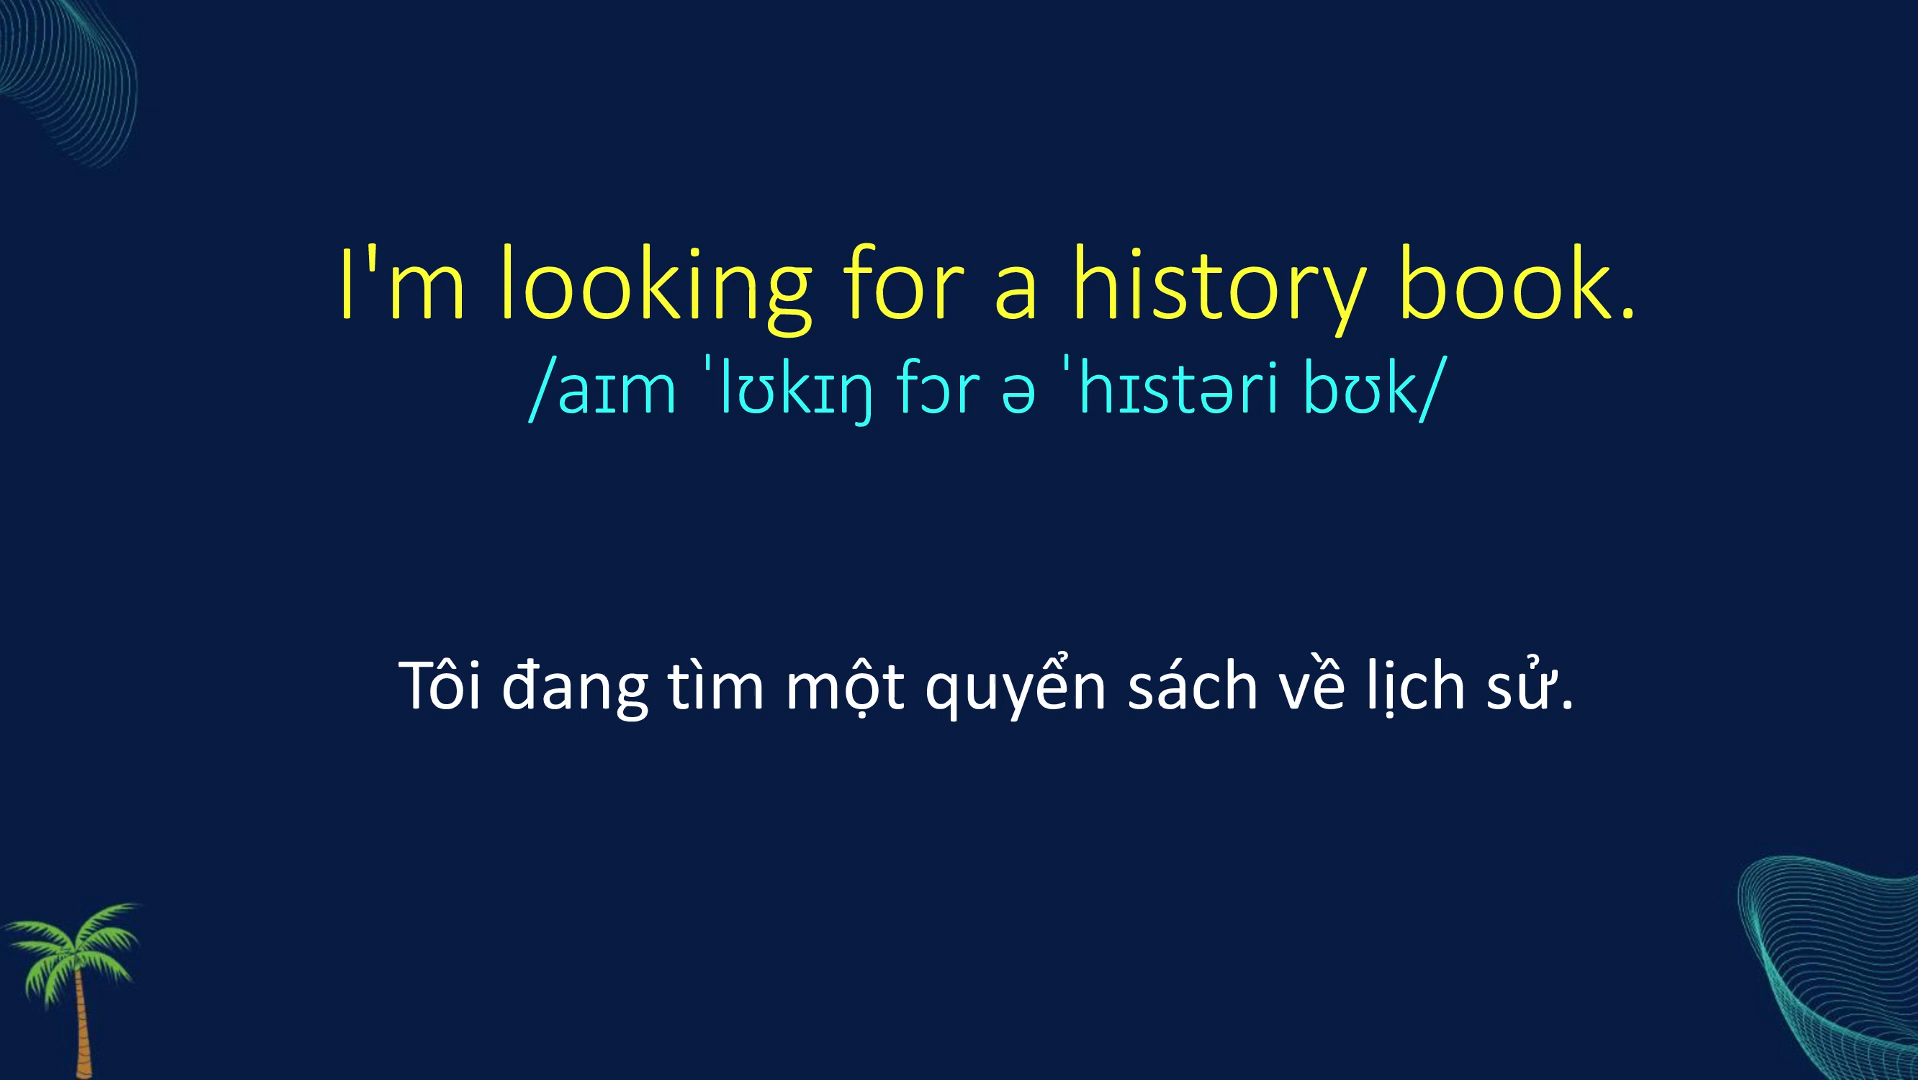 I'm looking for a history book.
/aɪm ˈlʊkɪŋ fɔr ə ˈhɪstəri bʊk/
Tôi đang tìm một quyển sách về lịch sử.